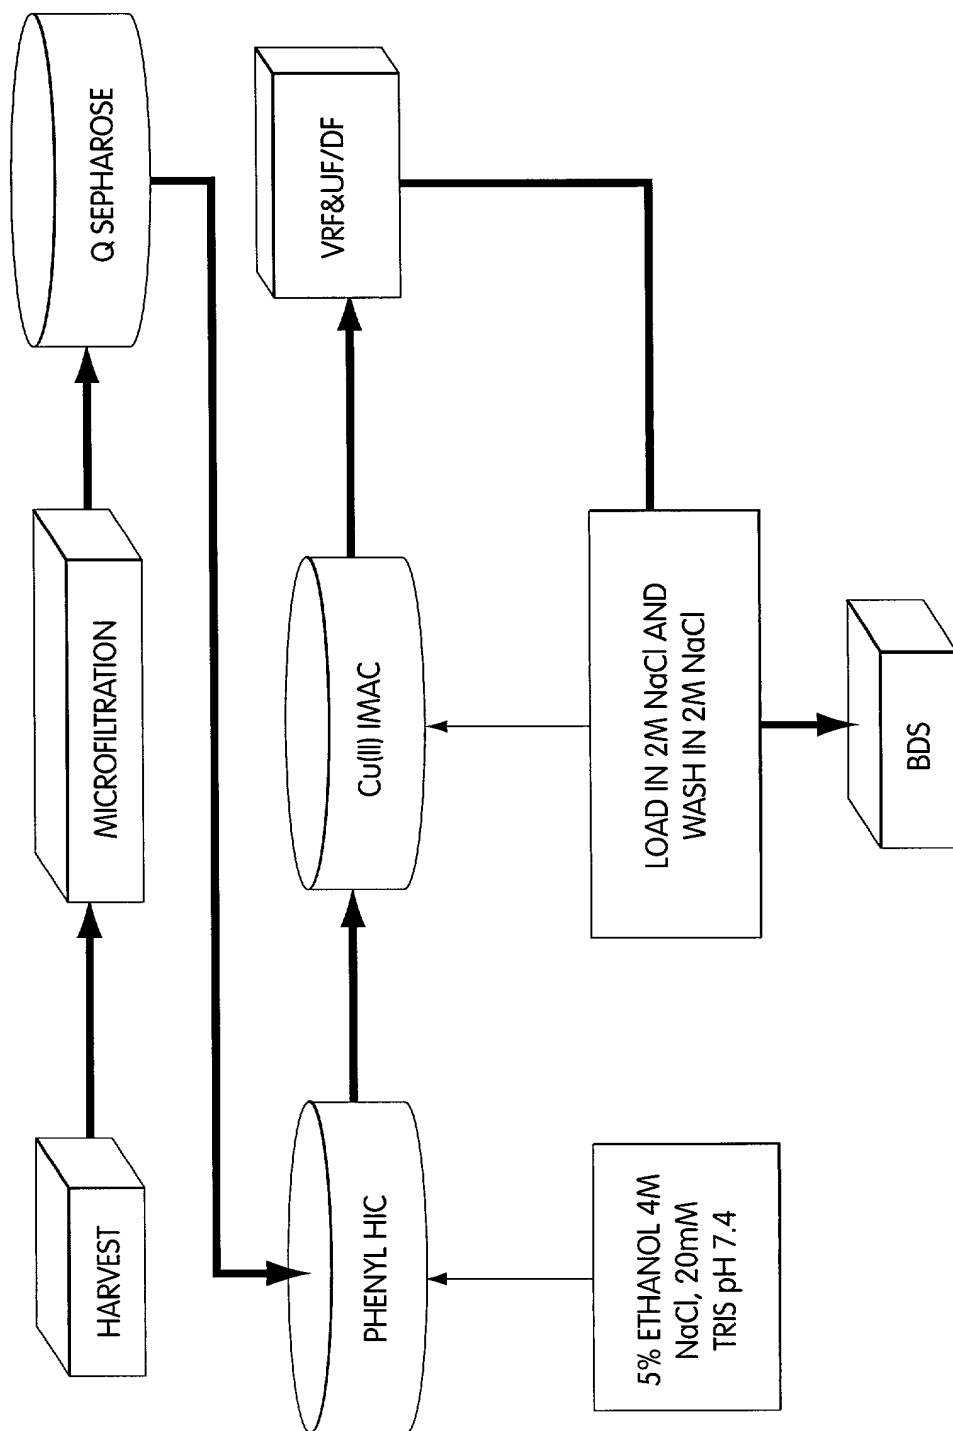 HARVEST
MICROFILTRATION
Q SEPHAROSE
PHENYL HIC
Cu(II) IMAC
VRF&UF/DF
5% ETHANOL 4M
NaCl, 20mM
TRIS pH 7.4
LOAD IN 2M NaCl AND
WASH IN 2M NaCl
BDS